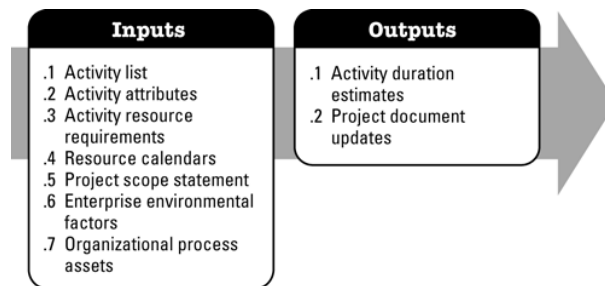 Inputs
.1 Activity list
.2 Activity attributes
.3 Activity resource
requirements
.4 Resource calendars
.5 Project scope statement
.6 Enterprise environmental
factors
.7 Organizational process
assets
Outputs
.1 Activity duration
estimates
.2 Project document
updates